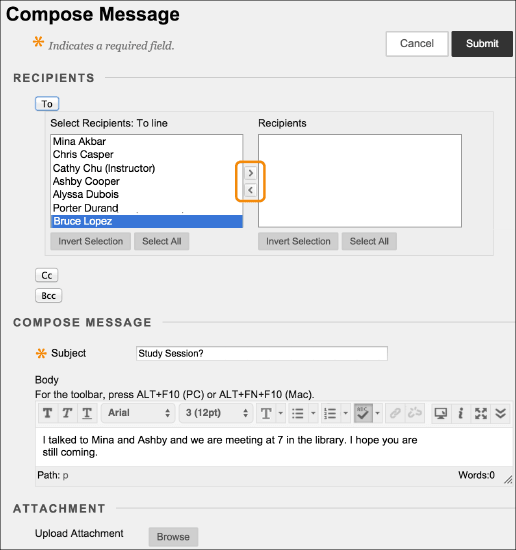 Compose Message
Indicates a required field.
Cancel
Submit
RECIPIENTS
To
Select Recipients: To line
Recipients
Mina Akbar
Chris Casper
Cathy Chu (Instructor)
Ashby Cooper
Alyssa Dubois
Porter Durand
Bruce Lopez
Invert Selection
Select All
Invert Selection
Select All
Cc
Bcc
COMPOSE MESSAGE
Subject
Study Session?
Body
For the toolbar, press ALT+F10 (PC) or ALT+FN+F10 (Mac).
T T T Arial 3 (12pt) T ABC i
I talked to Mina and Ashby and we are meeting at 7 in the library. I hope you are
still coming.
Path: p
Words:0
ATTACHMENT
Upload Attachment
Browse